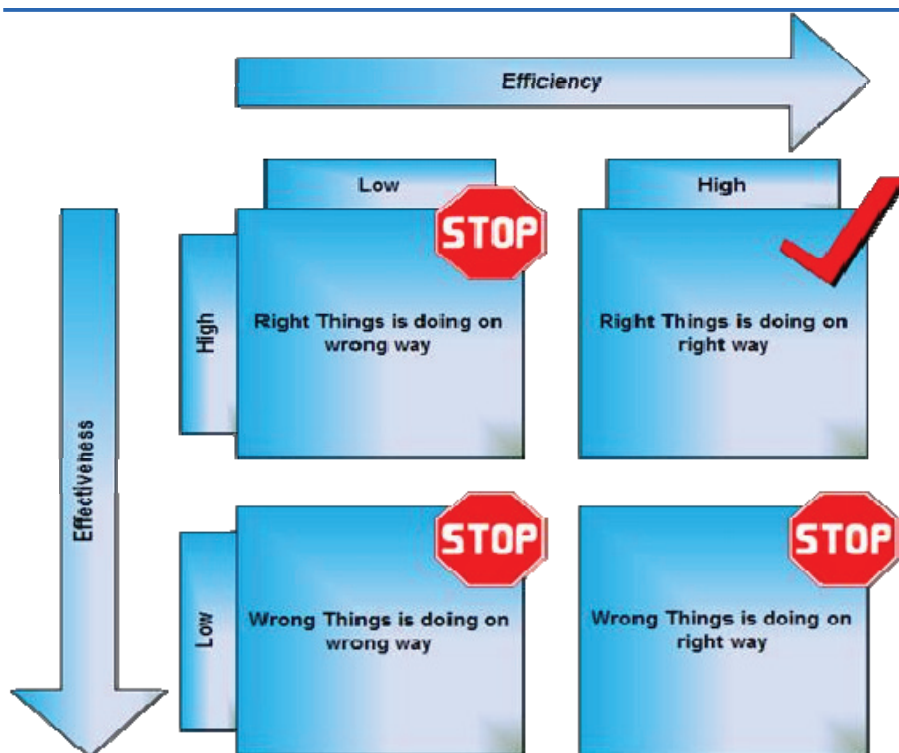 Efficiency
Low
High
STOP
High
Right Things is doing on
wrong way
Right Things is doing on
right way
Effectiveness
STOP
STOP
Low
Wrong Things is doing on
wrong way
Wrong Things is doing on
right way